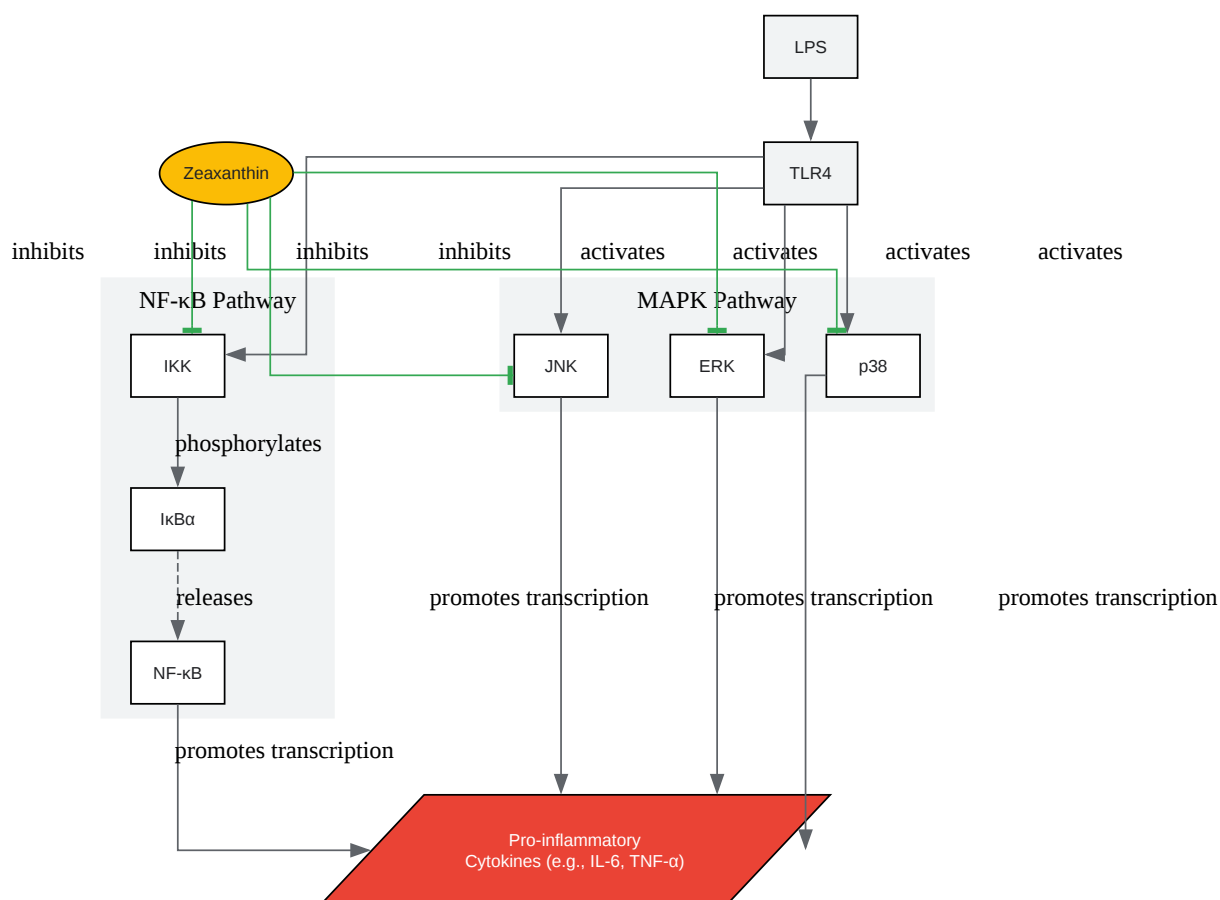 LPS
Zeaxanthin
TLR4
inhibits inhibits inhibits inhibits activates activates activates activates
NF-κB Pathway
MAPK Pathway
IKK
JNK
ERK
p38
phosphorylates
IκBα
releases
promotes transcription
promotes transcription
promotes transcription
NF-κB
promotes transcription
Pro-inflammatory
Cytokines (e.g., IL-6, TNF-α)